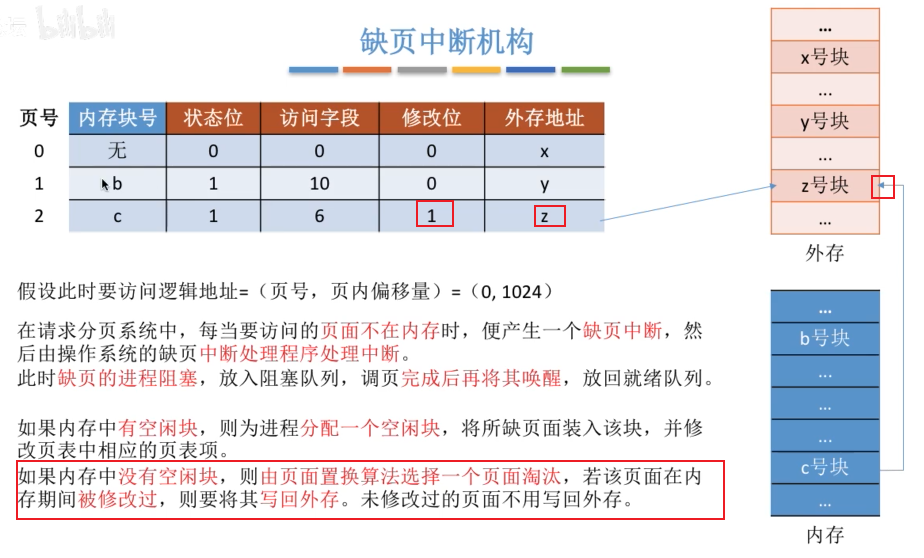 bilibili
缺页中断机构
页号 内存块号 状态位 访问字段 修改位 外存地址
0 无 0 0 0 x
1 b 1 10 0 y
2 c 1 6 1 z
...
x号块
...
y号块
...
z号块
...
外存
假设此时要访问逻辑地址=（页号，页内偏移量）=（0, 1024）
在请求分页系统中，每当要访问的页面不在内存时，便产生一个缺页中断，然
后由操作系统的缺页中断处理程序处理中断。
此时缺页的进程阻塞，放入阻塞队列，调页完成后再将其唤醒，放回就绪队列。
如果内存中有空闲块，则为进程分配一个空闲块，将所缺页面装入该块，并修
改页表中相应的页表项。
如果内存中没有空闲块，则由页面置换算法选择一个页面淘汰，若该页面在内
存期间被修改过，则要将其写回外存。未修改过的页面不用写回外存。
...
b号块
...
...
...
c号块
...
内存